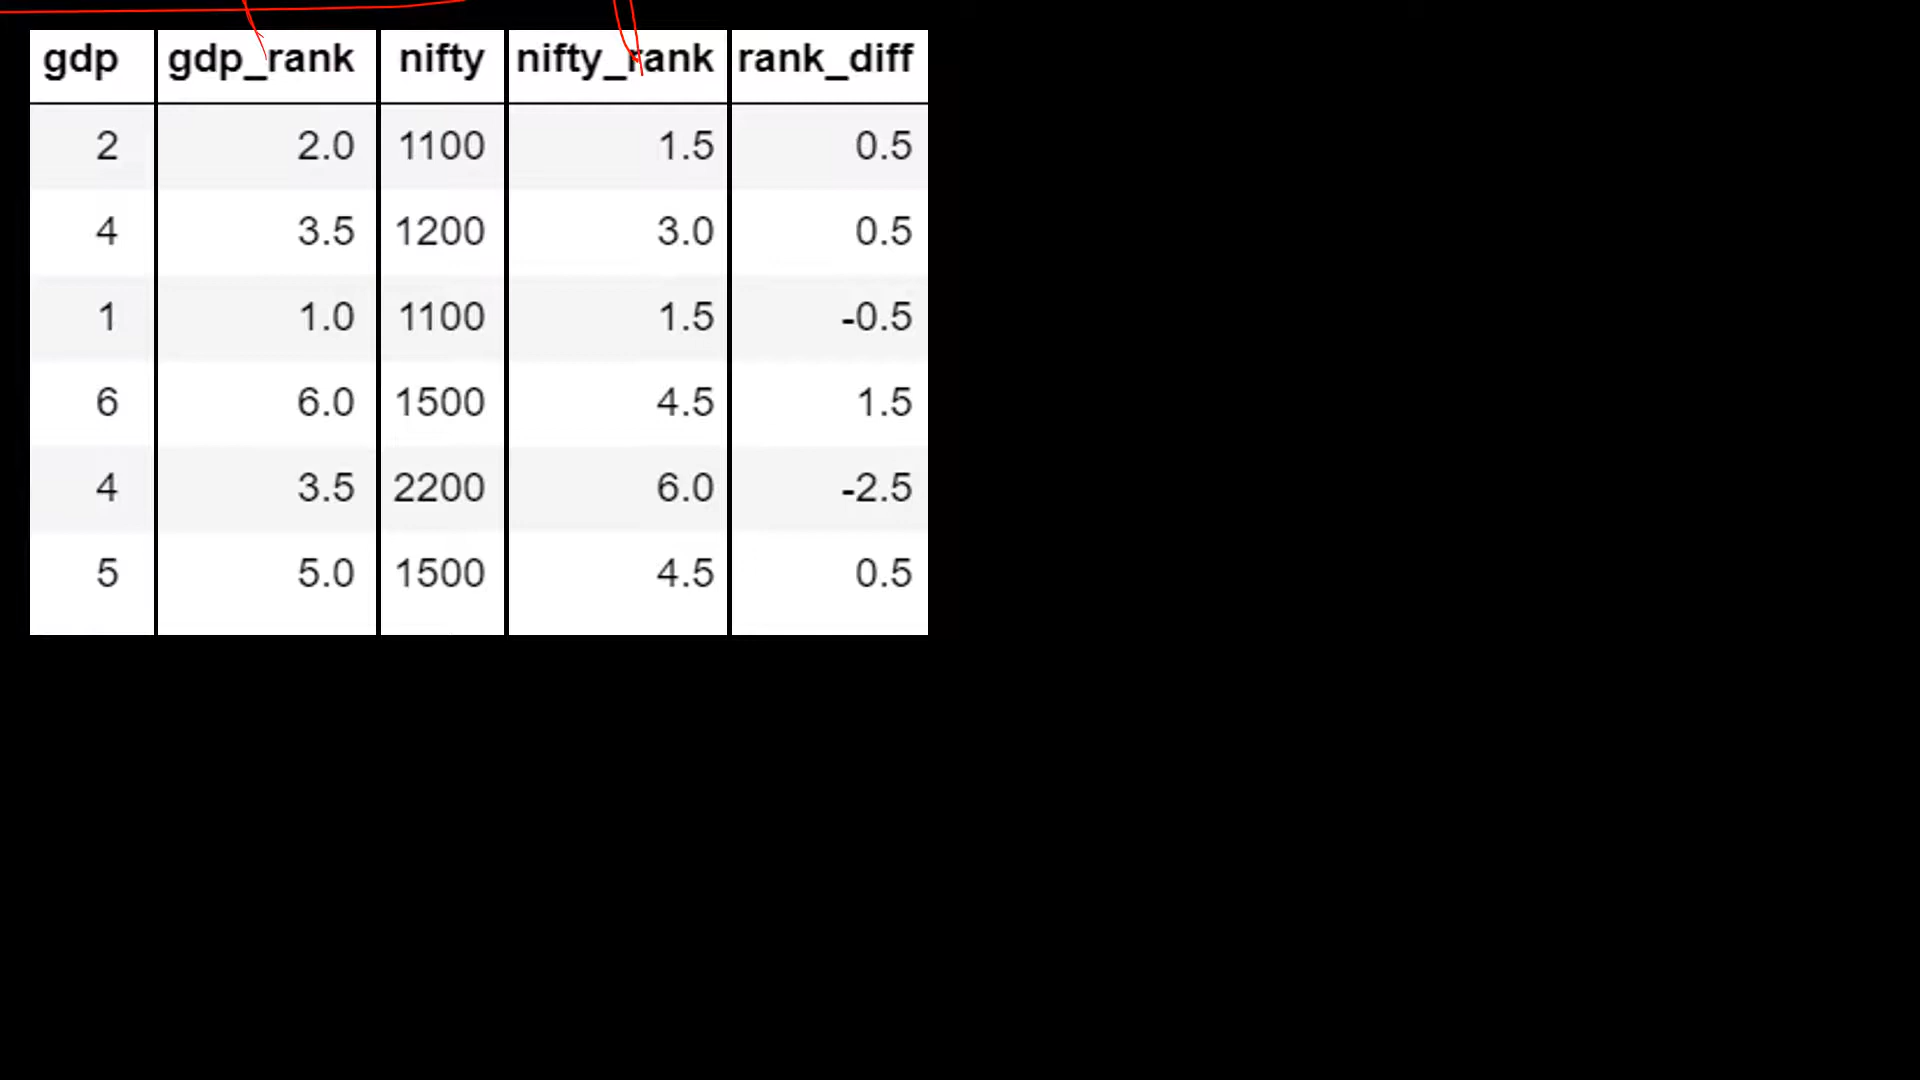 gdp gdp_rank nifty nifty_rank rank_diff
2 2.0 1100 1.5 0.5
4 3.5 1200 3.0 0.5
1 1.0 1100 1.5 -0.5
6 6.0 1500 4.5 1.5
4 3.5 2200 6.0 -2.5
5 5.0 1500 4.5 0.5